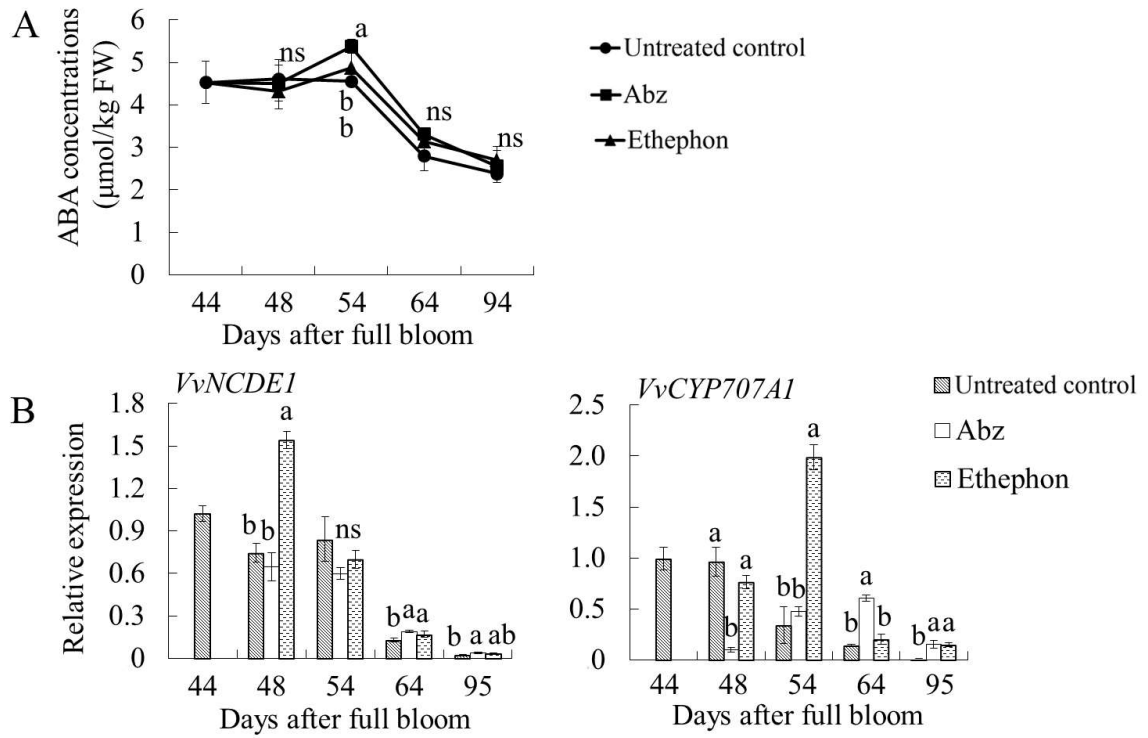 A
ABA concentrations
(μmol/kg FW)
6
5
4
3
2
1
0
ns
a
b
b
ns
ns
44 48 54 64 94
Days after full bloom
Untreated control
Abz
Ethephon
B
VvNCDE1
Relative expression
1.8
1.5
1.2
0.9
0.6
0.3
0
b b a
ns
b a a
b a ab
44 48 54 64 95
Days after full bloom
VvCYP707A1
2.5
2.0
1.5
1.0
0.5
0
a b a
b b a
b a b
b a a
44 48 54 64 95
Days after full bloom
Untreated control
Abz
Ethephon